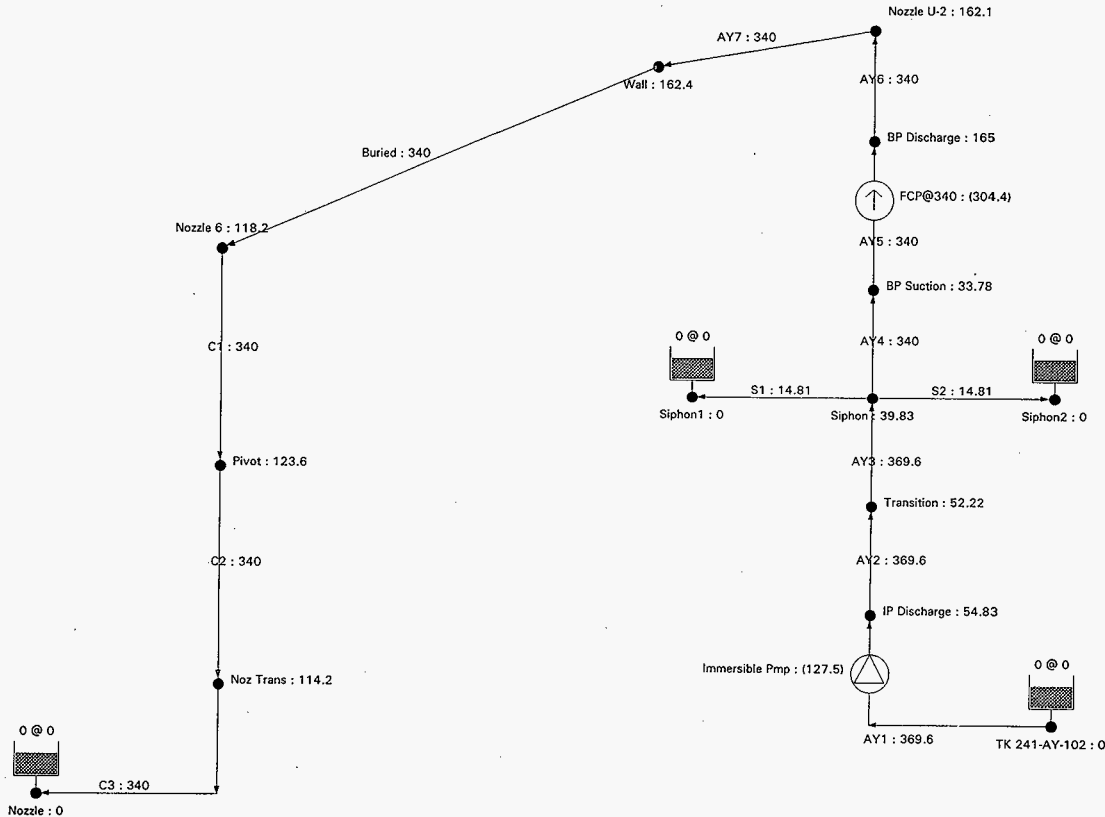 Nozzle U-2 : 162.1
AY7 : 340
AY6 : 340
Wall : 162.4
BP Discharge : 165
Buried : 340
FCP@340 : (304.4)
Nozzle 6 : 118.2
AY5 : 340
BP Suction : 33.78
C1 : 340
AY4 : 340
0 @ 0
0 @ 0
S1 : 14.81
S2 : 14.81
Siphon1 : 0
Siphon : 39.83
Siphon2 : 0
Pivot : 123.6
AY3 : 369.6
Transition : 52.22
C2 : 340
AY2 : 369.6
IP Discharge : 54.83
Immersible Pmp : (127.5)
0 @ 0
Noz Trans : 114.2
0 @ 0
AY1 : 369.6
TK 241-AY-102 : 0
C3 : 340
Nozzle : 0